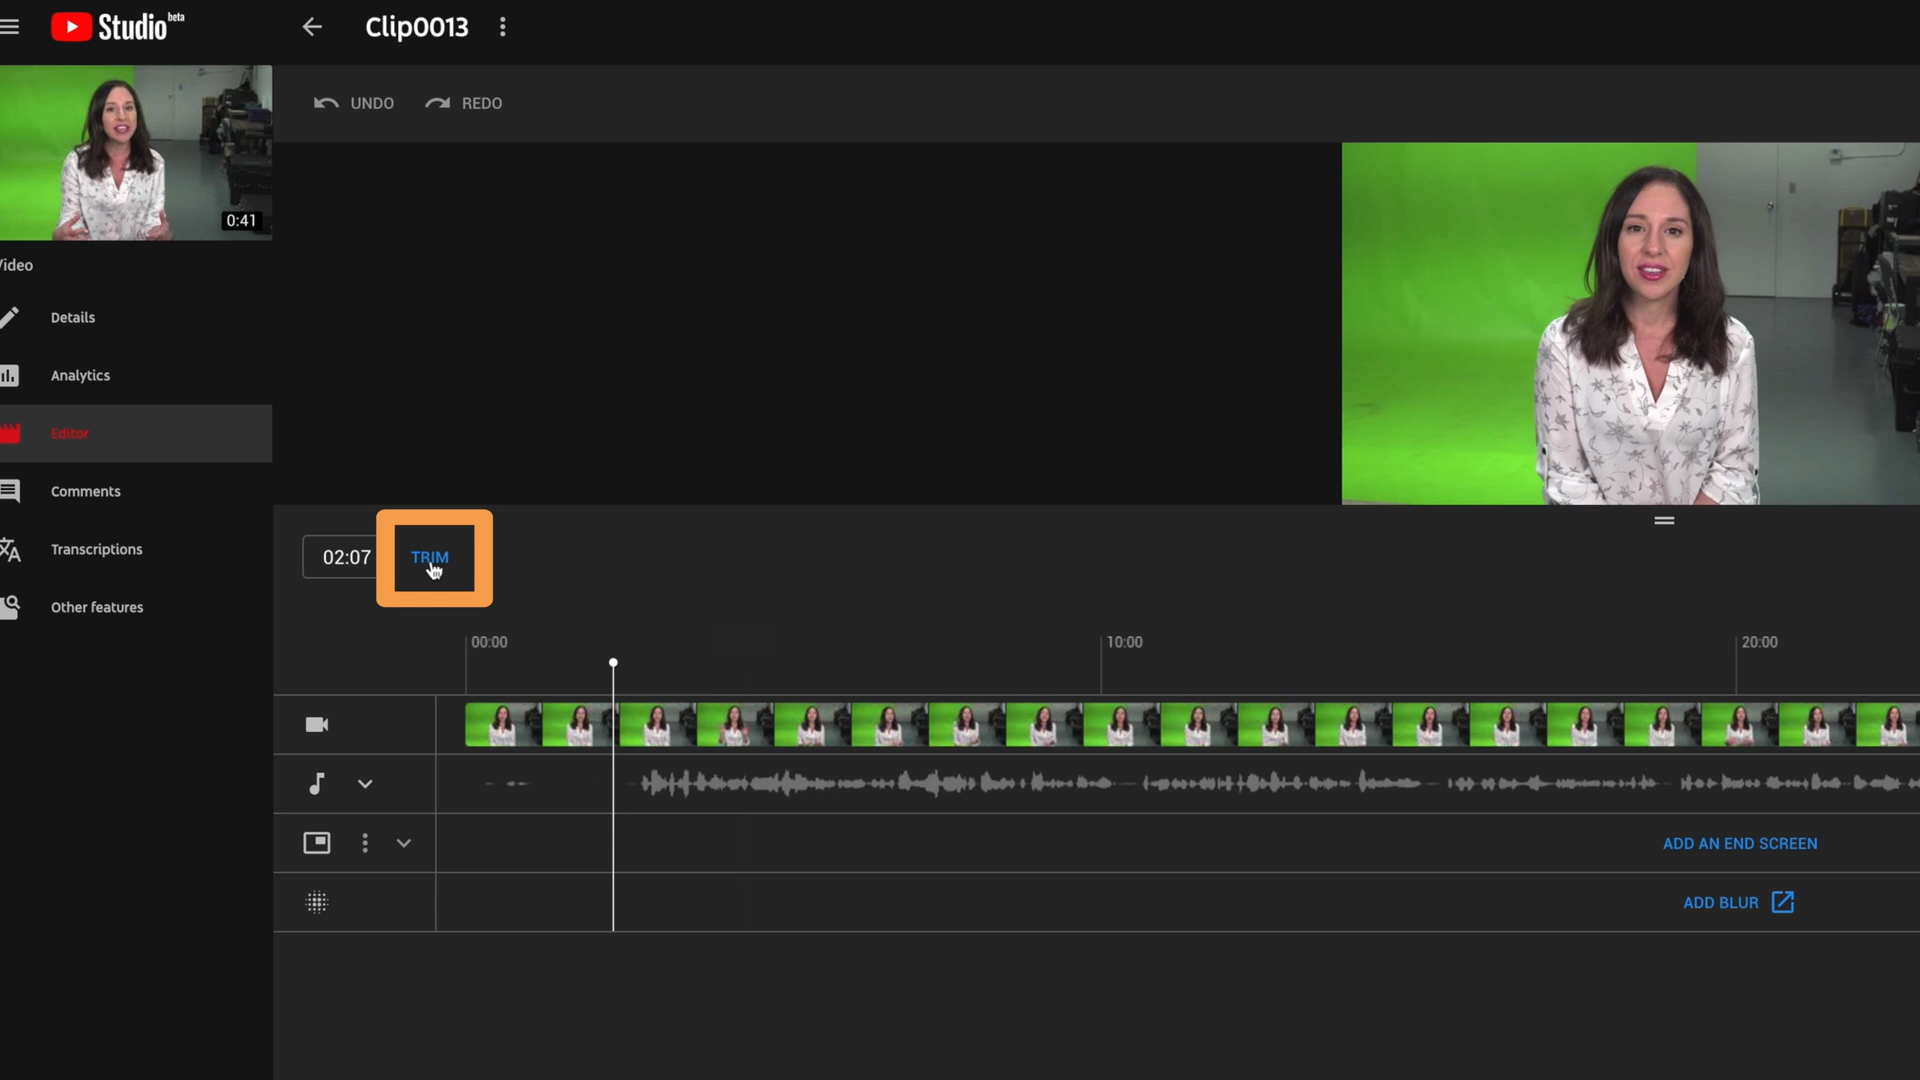 Studio beta
Clip0013
UNDO
REDO
0:41
Video
Details
Analytics
Editor
Comments
Transcriptions
Other features
02:07
TRIM
00:00
10:00
20:00
ADD AN END SCREEN
ADD BLUR